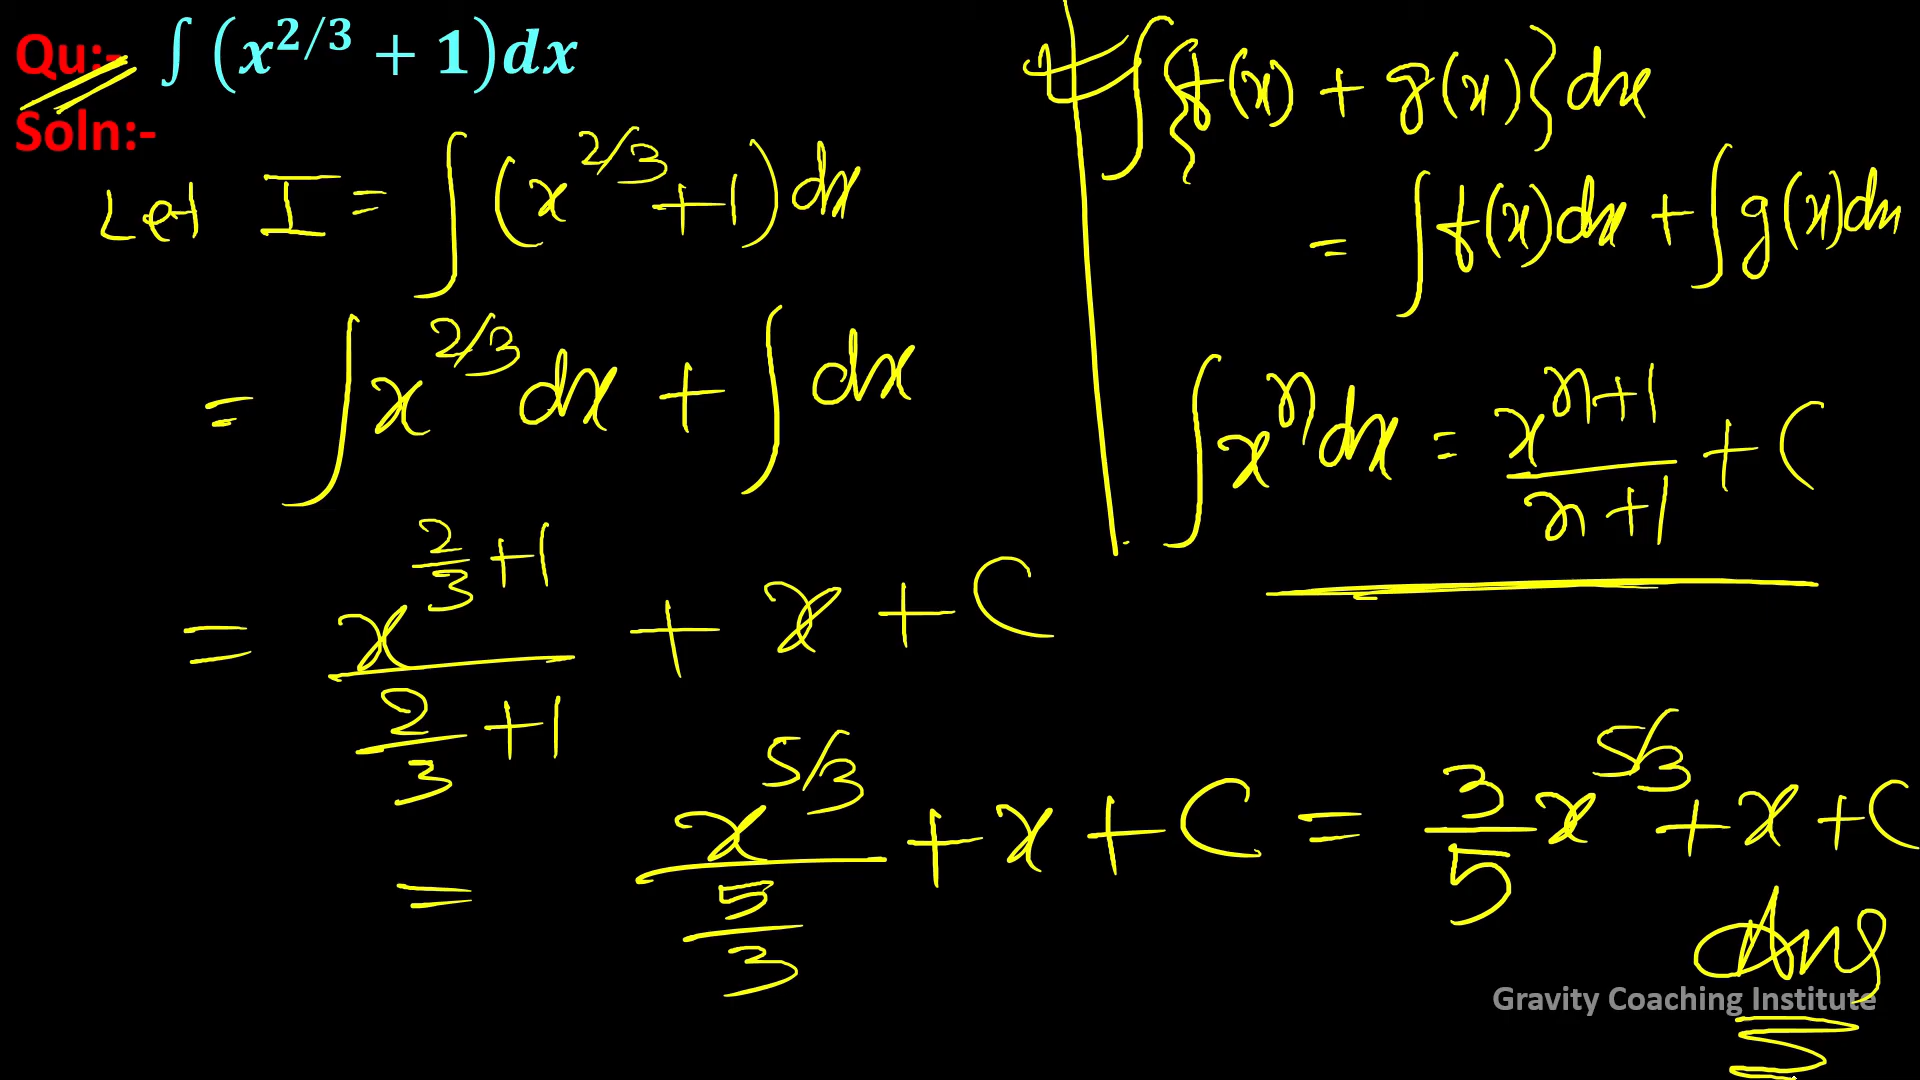 Qu:- ∫ (x^{2/3} + 1)dx
Soln:-
Let I = ∫ (x^{2/3} + 1) dx
= ∫ x^{2/3} dx + ∫ dx
= x^{2/3 + 1} / (2/3 + 1) + x + C
= x^{5/3} / (5/3) + x + C = 3/5 x^{5/3} + x + C
Ans
∫ {f(x) + g(x)} dx
= ∫ f(x) dx + ∫ g(x) dx
∫ x^n dx = x^{n+1} / (n+1) + C
Gravity Coaching Institute